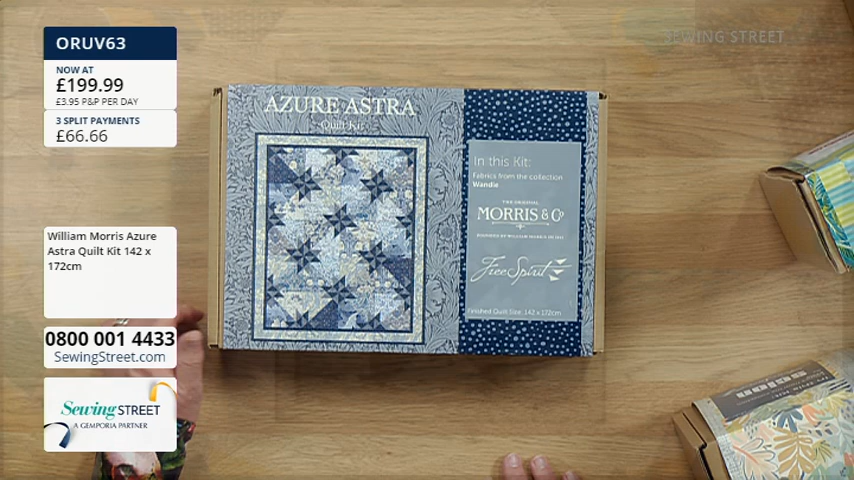 ORUV63
NOW AT
£199.99
£3.95 P&P PER DAY
3 SPLIT PAYMENTS
£66.66
William Morris Azure
Astra Quilt Kit 142 x
172cm
0800 001 4433
SewingStreet.com
Sewing STREET
A GEMPORIA PARTNER
SEWING STREET
AZURE ASTRA
Quilt Kit
In this Kit:
Fabrics from the collection
Wandle
THE ORIGINAL
MORRIS & Co
FreeSpirit
Finished Quilt Size: 142 x 172cm